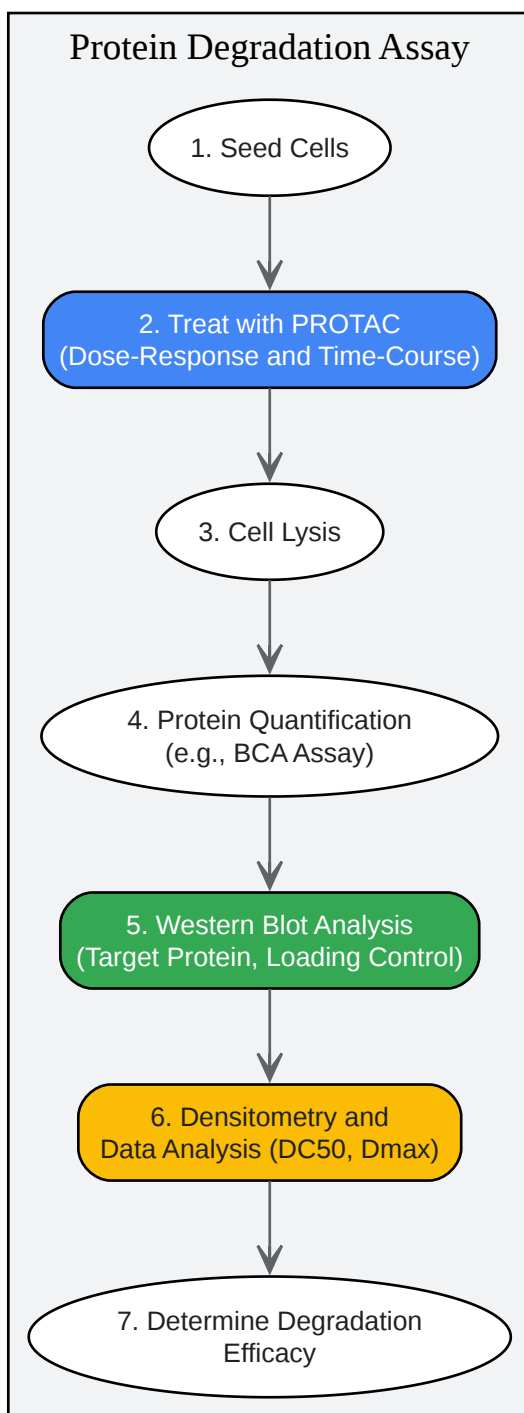 Protein Degradation Assay
1. Seed Cells
2. Treat with PROTAC
(Dose-Response and Time-Course)
3. Cell Lysis
4. Protein Quantification
(e.g., BCA Assay)
5. Western Blot Analysis
(Target Protein, Loading Control)
6. Densitometry and
Data Analysis (DC50, Dmax)
7. Determine Degradation
Efficacy